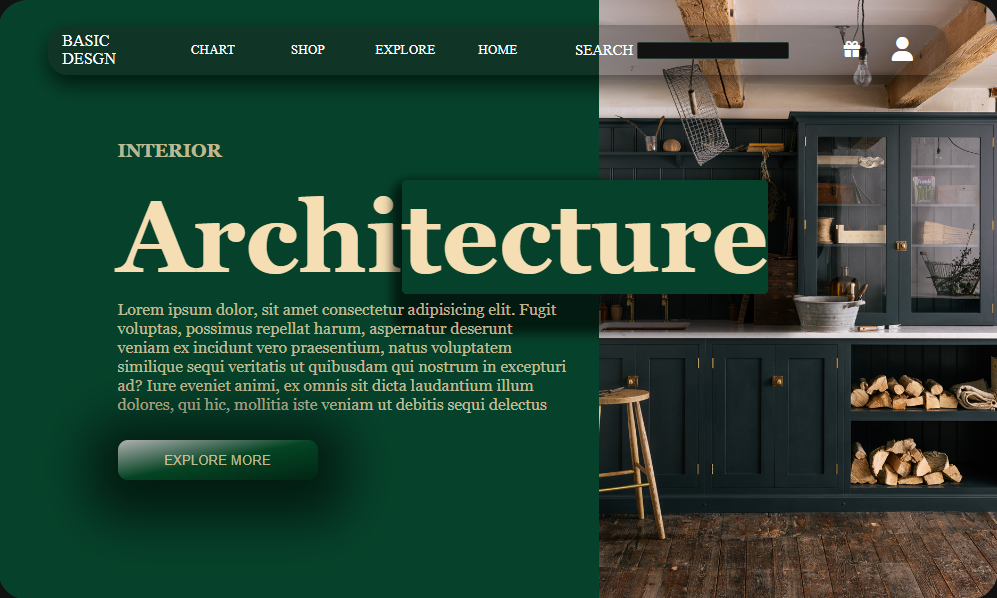 BASIC
DESGN
CHART SHOP EXPLORE HOME SEARCH
INTERIOR
Architecture
Lorem ipsum dolor, sit amet consectetur adipisicing elit. Fugit
voluptas, possimus repellat harum, aspernatur deserunt
veniam ex incidunt vero praesentium, natus voluptatem
similique sequi veritatis ut quibusdam qui nostrum in excepturi
ad? Iure eveniet animi, ex omnis sit dicta laudantium illum
dolores, qui hic, mollitia iste veniam ut debitis sequi delectus
EXPLORE MORE